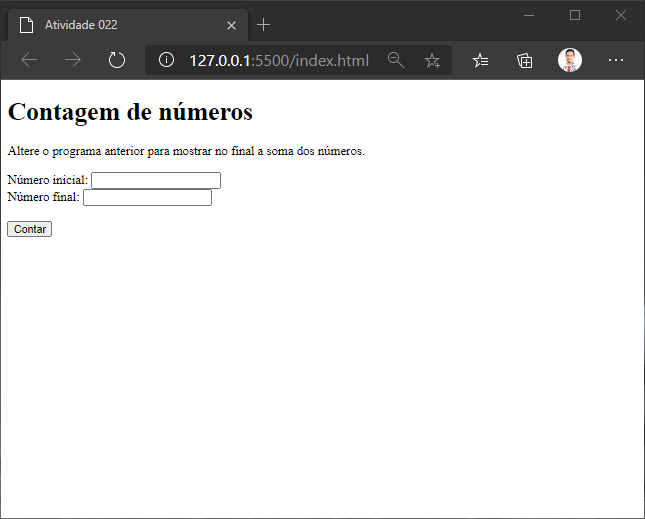 Atividade 022
127.0.0.1:5500/index.html
Contagem de números
Altere o programa anterior para mostrar no final a soma dos números.
Número inicial:
Número final:
Contar